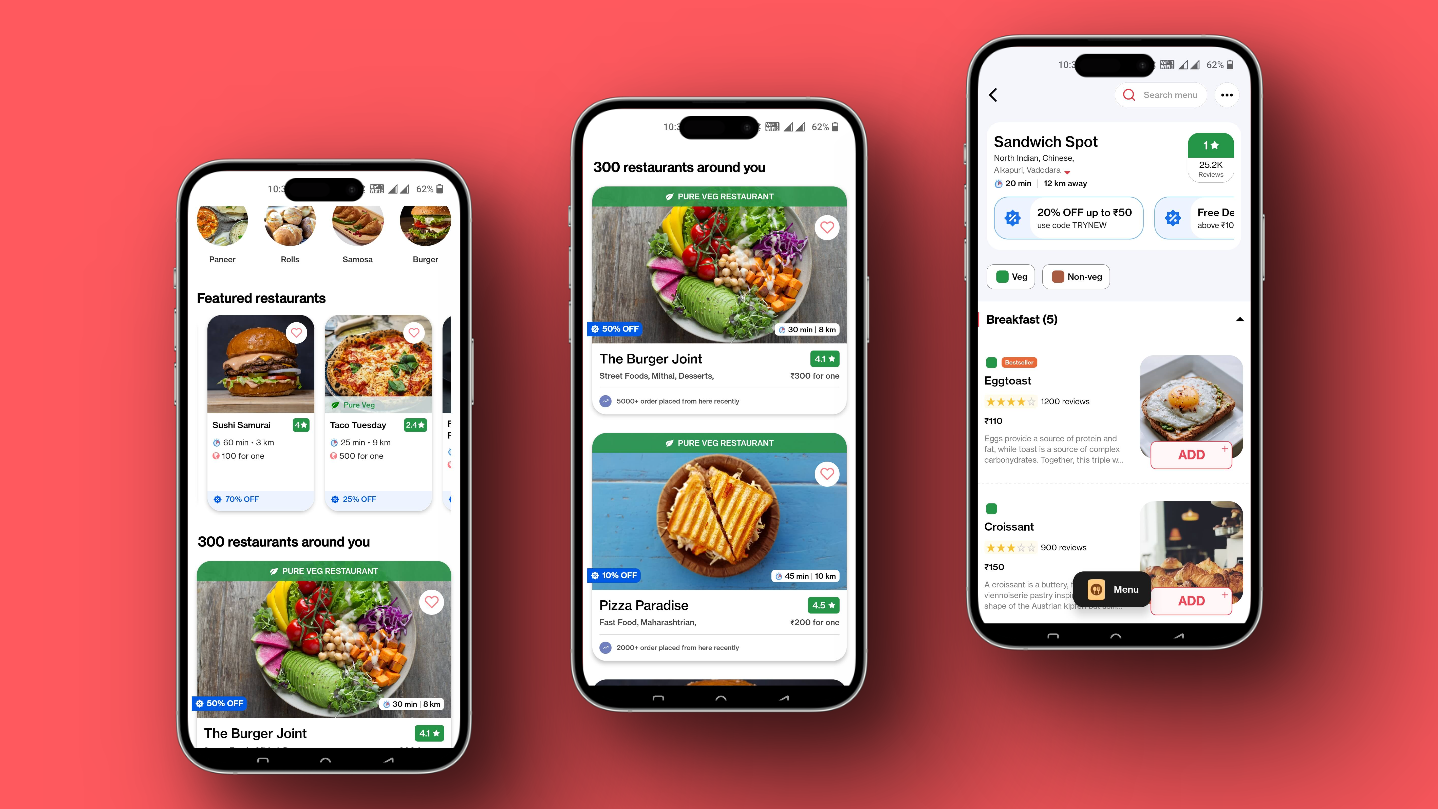 10:3
62%
Paneer
Rolls
Samosa
Burger
Featured restaurants
Pure Veg
Sushi Samurai
4★
60 min • 3 km
100 for one
70% OFF
Taco Tuesday
2.4★
25 min • 9 km
500 for one
25% OFF
F
300 restaurants around you
PURE VEG RESTAURANT
50% OFF
30 min | 8 km
The Burger Joint
4.1 ★
10:3
62%
300 restaurants around you
PURE VEG RESTAURANT
50% OFF
30 min | 8 km
The Burger Joint
4.1 ★
Street Foods, Mithai, Desserts,
₹300 for one
5000+ order placed from here recently
PURE VEG RESTAURANT
10% OFF
45 min | 10 km
Pizza Paradise
4.5 ★
Fast Food, Maharashtrian,
₹200 for one
2000+ order placed from here recently
10:3
62%
Search menu
Sandwich Spot
North Indian, Chinese,
Alkapuri, Vadodara
20 min | 12 km away
1 ★
25.2K
Reviews
20% OFF up to ₹50
use code TRYNEW
Free De
above ₹10
Veg
Non-veg
Breakfast (5)
Bestseller
Eggtoast
★★★★☆ 1200 reviews
₹110
Eggs provide a source of protein and
fat, while toast is a source of complex
carbohydrates. Together, this triple w...
ADD
+
Croissant
★★★☆☆ 900 reviews
₹150
A croissant is a buttery,
viennoiserie pastry inspi
shape of the Austrian
ADD
+
Menu